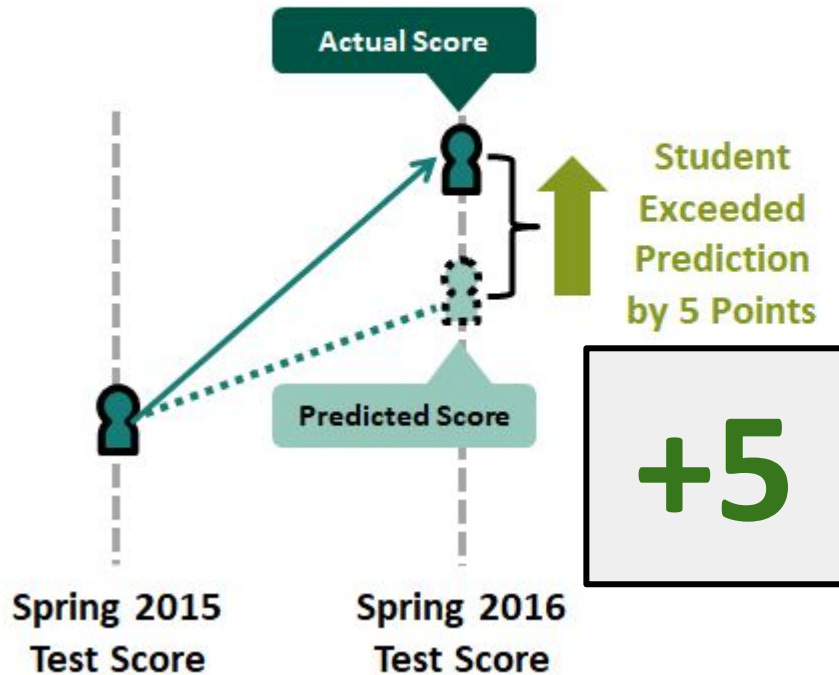 Actual Score
Student
Exceeded
Prediction
by 5 Points
Predicted Score
+5
Spring 2015
Test Score
Spring 2016
Test Score